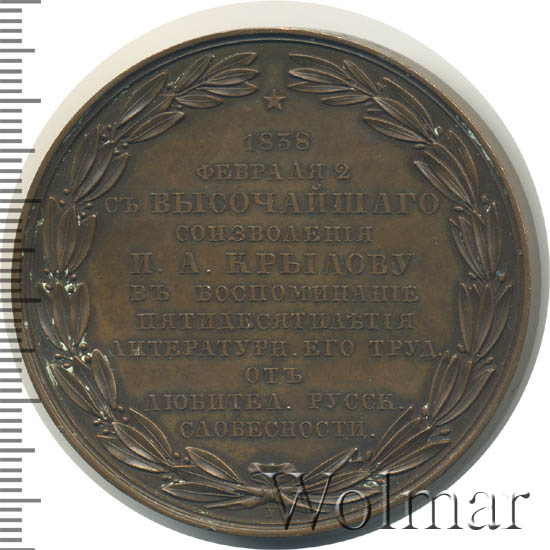 1838
ФЕВРАЛЯ 2
СЪ ВЫСОЧАЙШАГО
СОИЗВОЛЕНІЯ
И. А. КРЫЛОВУ
ВЪ ВОСПОМИНАНІЕ
ПЯТИДЕСЯТИЛѢТІЯ
ЛИТЕРАТУРН. ЕГО ТРУД.
ОТЪ
ЛЮБИТЕЛ. РУССК.
СЛОВЕСНОСТИ.
Wolmar